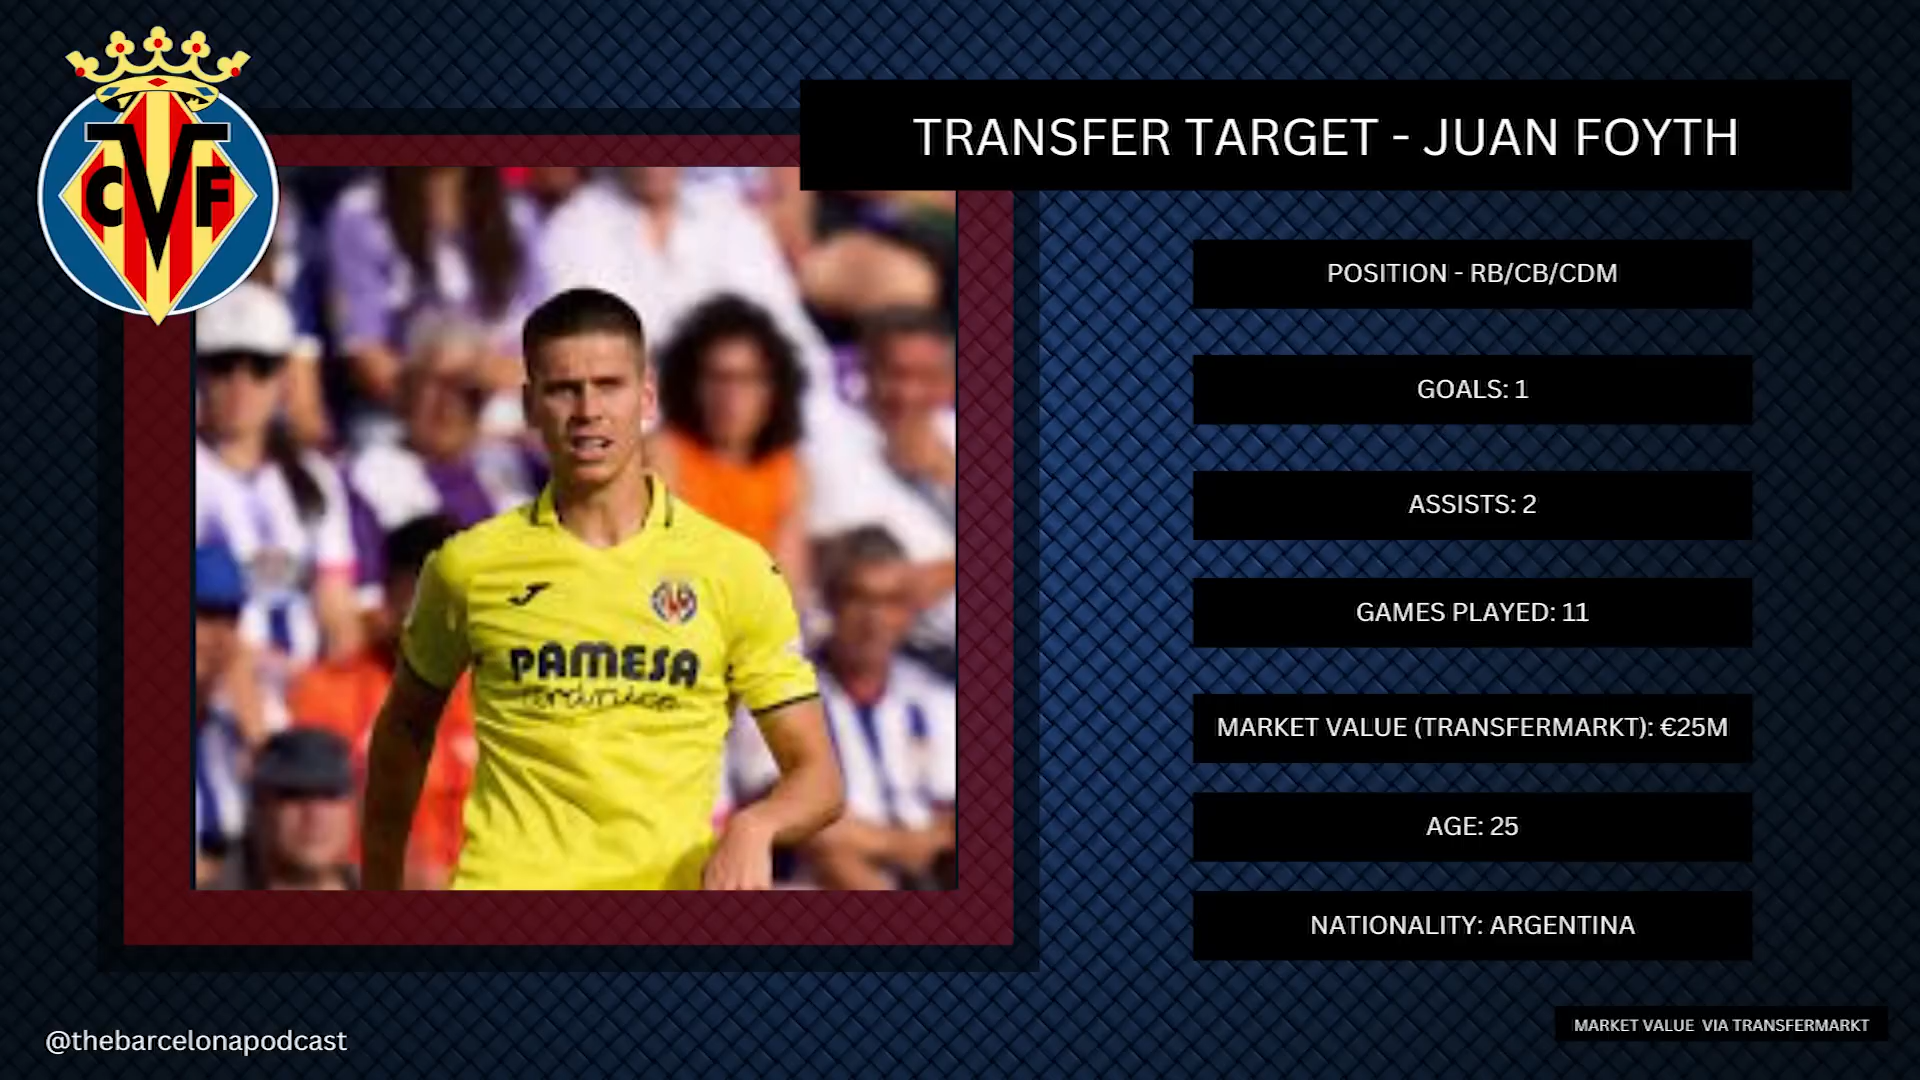 CVF
TRANSFER TARGET - JUAN FOYTH
POSITION - RB/CB/CDM
GOALS: 1
ASSISTS: 2
GAMES PLAYED: 11
MARKET VALUE (TRANSFERMARKT): €25M
AGE: 25
NATIONALITY: ARGENTINA
PAMESA
@thebarcelonapodcast
MARKET VALUE VIA TRANSFERMARKT